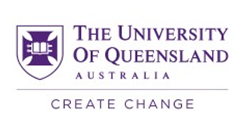 THE UNIVERSITY
OF QUEENSLAND
AUSTRALIA
CREATE CHANGE